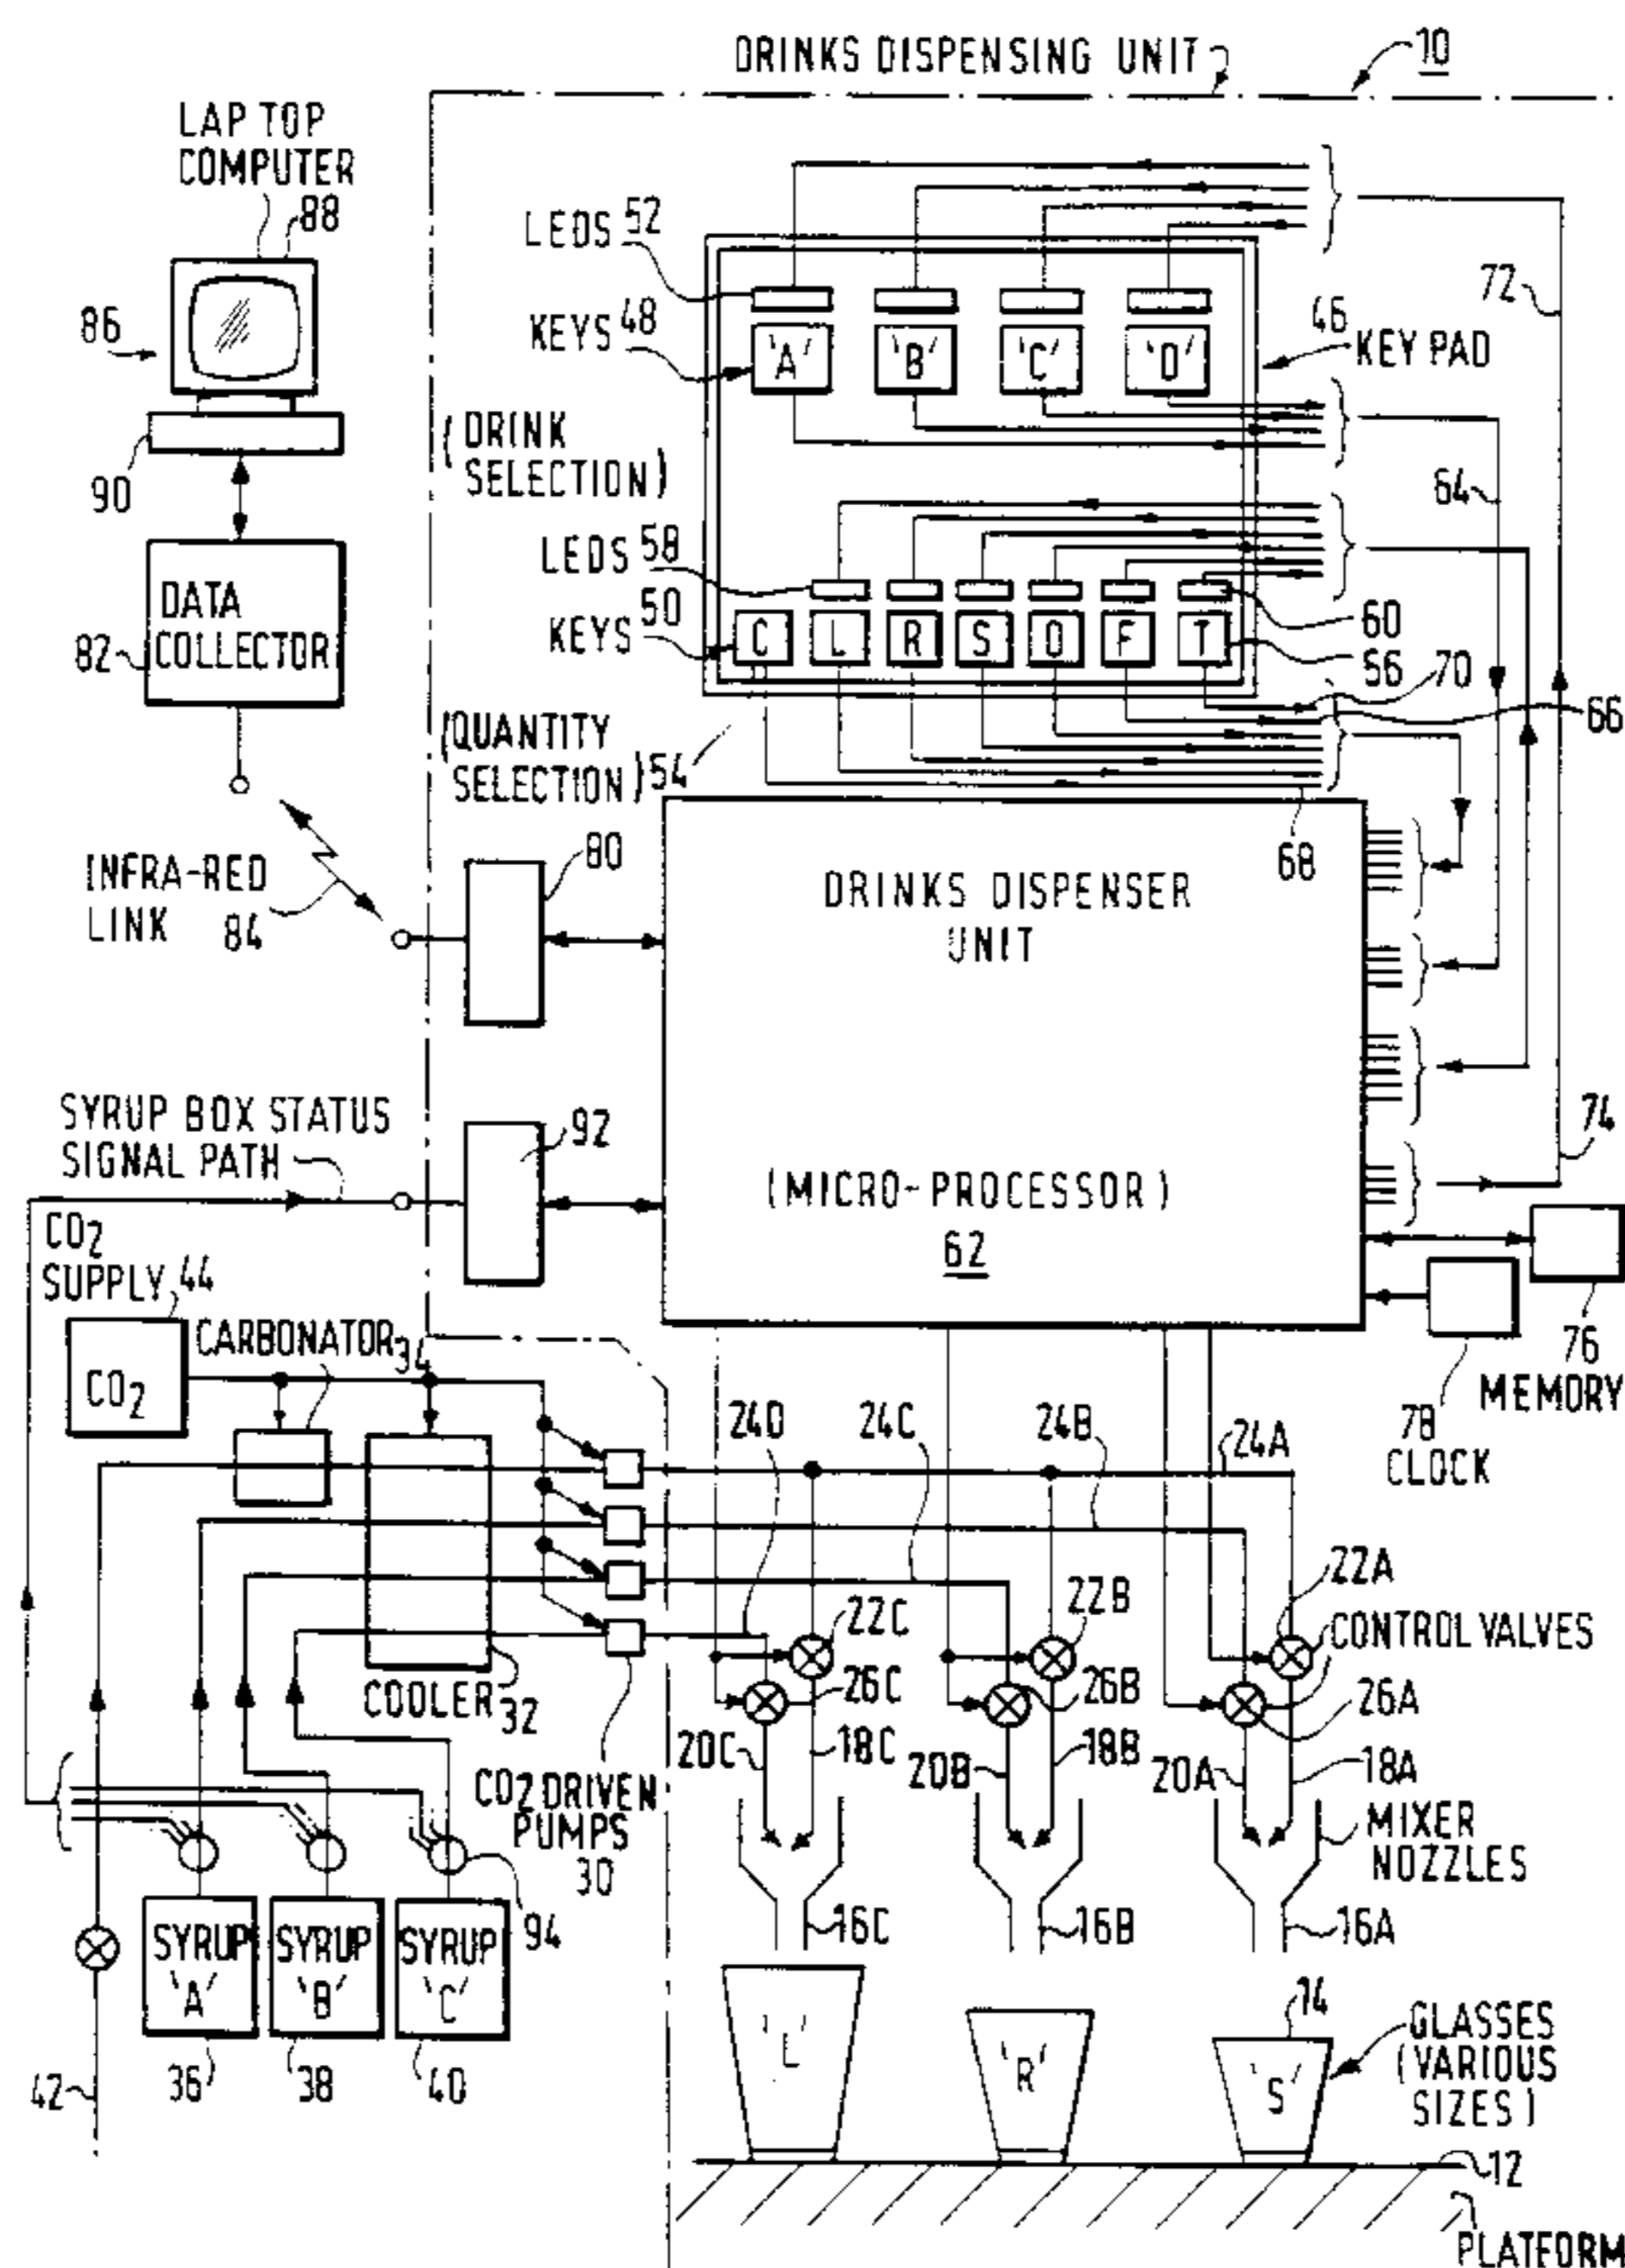 DRINKS DISPENSING UNIT
10
LAP TOP
COMPUTER
88
86
90
DATA
COLLECTOR
82
INFRA-RED
LINK 84
LEDS 52
KEYS 48
'A' 'B' 'C' 'D'
46
KEY PAD
72
(DRINK
SELECTION)
64
LEDS 58
KEYS 50
C L R S O F T
60
56
70
66
(QUANTITY
SELECTION) 54
68
80
DRINKS DISPENSER
UNIT
(MICRO-PROCESSOR)
62
92
SYRUP BOX STATUS
SIGNAL PATH
74
76
MEMORY
78
CLOCK
CO2
SUPPLY 44
CO2
CARBONATOR 34
COOLER 32
24D 24C 24B 24A
22C 22B 22A
CONTROL VALVES
26C 26B 26A
20C 18C 20B 18B 20A 18A
CO2 DRIVEN
PUMPS
30
MIXER
NOZZLES
94
16C 16B 16A
SYRUP
'A'
SYRUP
'B'
SYRUP
'C'
42 36 38 40
'L' 'R' 'S'
14
GLASSES
(VARIOUS
SIZES)
12
PLATFORM